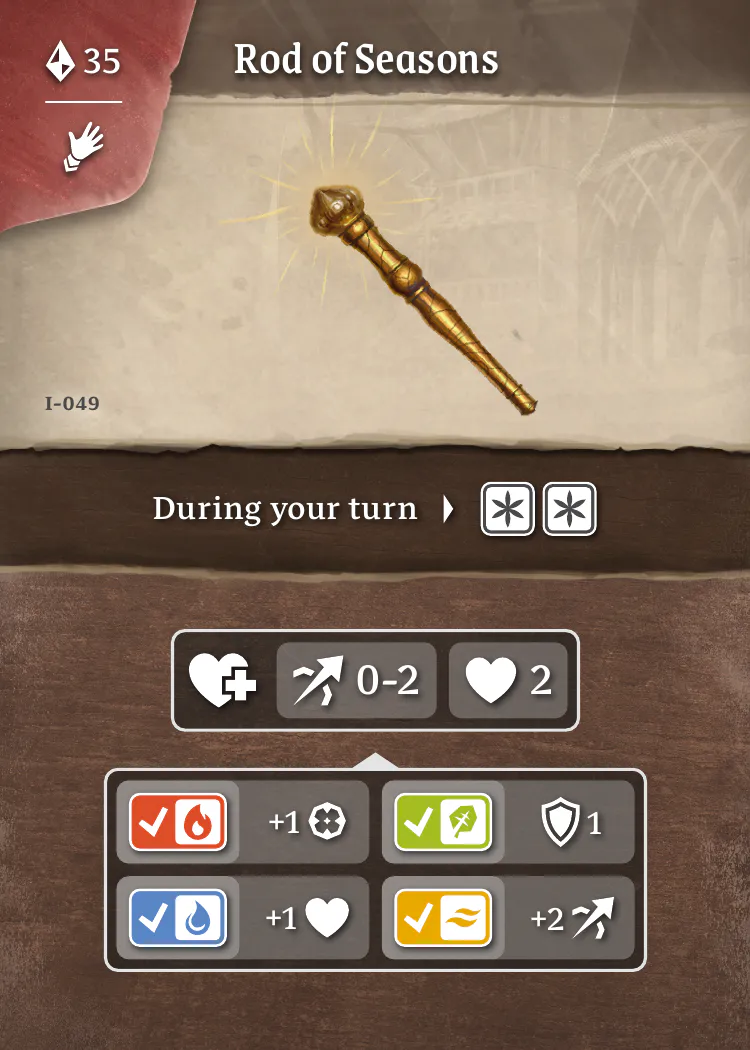 35
Rod of Seasons
I-049
During your turn
0-2 2
+1 1
+1 +2